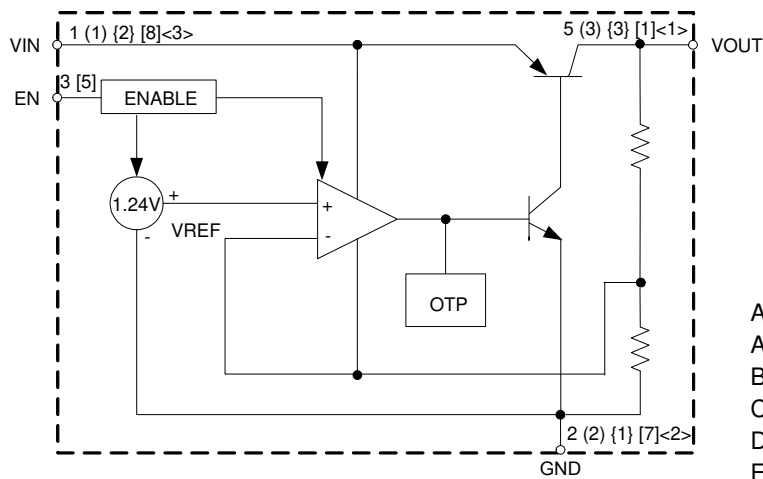 VIN 1 (1) {2} [8]<3> 5 (3) {3} [1]<1> VOUT
EN 3 [5] ENABLE
1.24V + + 
- VREF -
OTP
2 (2) {1} [7]<2>
GND
A
A
B
C
D
E